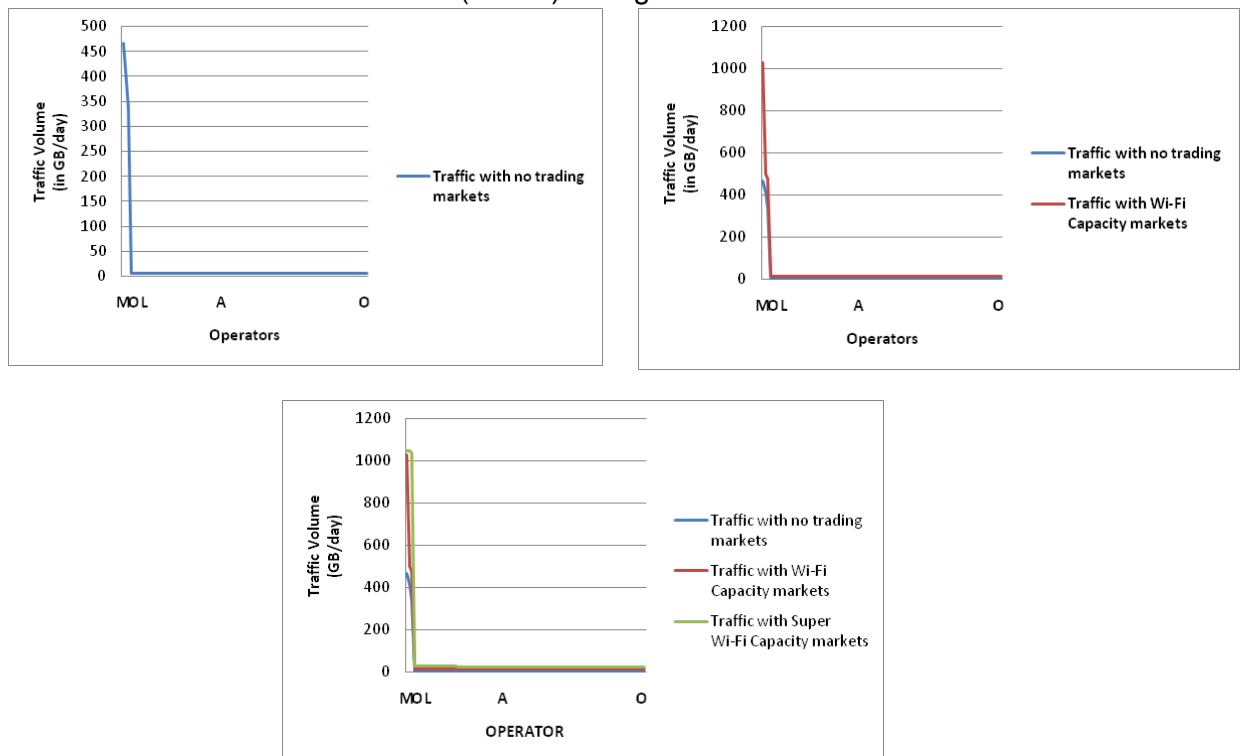 500
450
400
350
300
250
200
150
100
50
0
Traffic Volume
(in GB/day)
MOL A O
Operators
Traffic with no trading
markets
1200
1000
800
600
400
200
0
Traffic Volume
(in GB/day)
MOL A O
Operators
Traffic with no trading
markets
Traffic with Wi-Fi
Capacity markets
1200
1000
800
600
400
200
0
Traffic Volume
(GB/day)
MOL A O
OPERATOR
Traffic with no trading
markets
Traffic with Wi-Fi
Capacity markets
Traffic with Super
Wi-Fi Capacity markets